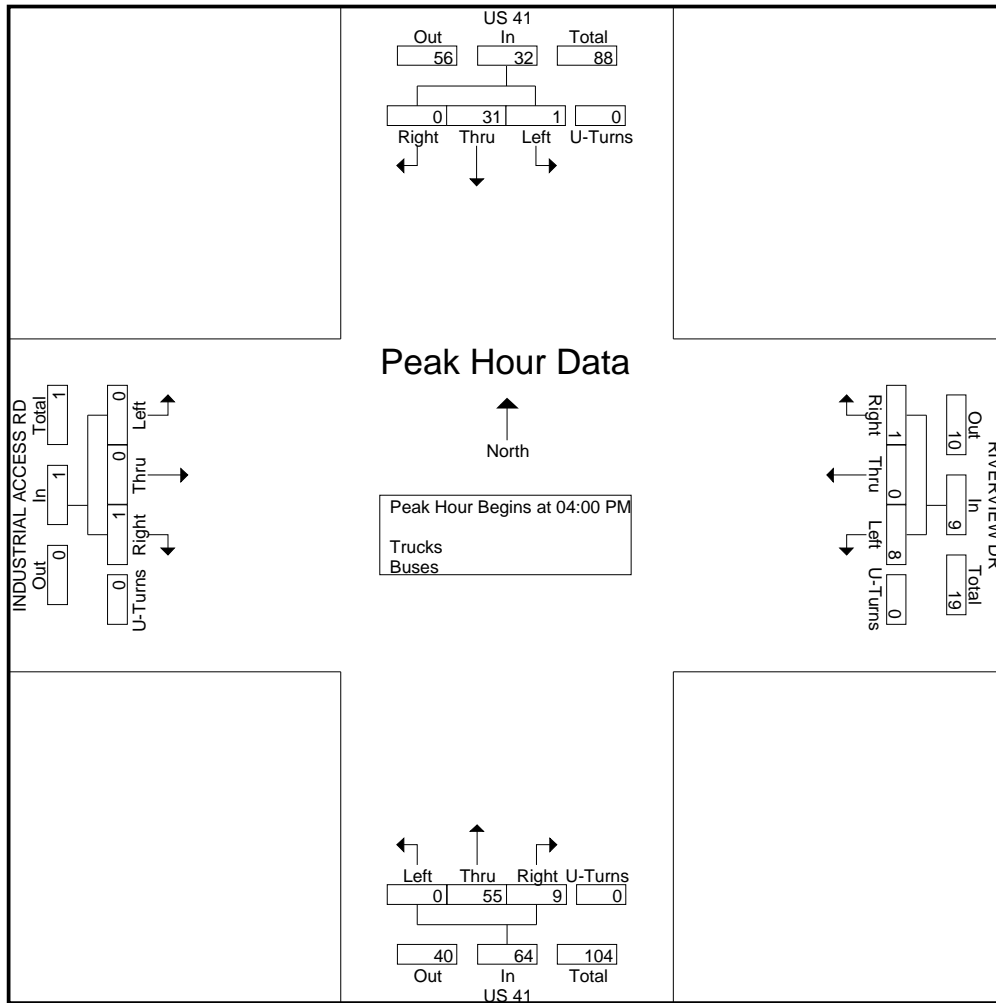 US 41
Out In Total
56 32 88
0 31 1 0
Right Thru Left U-Turns
Peak Hour Data
North
Peak Hour Begins at 04:00 PM
Trucks
Buses
INDUSTRIAL ACCESS RD
Out In Total
0 1 1
0 0 1 0
Left Thru Right U-Turns
RIVERVIEW DR
Out In Total
10 9 19
1 0 8 0
Right Thru Left U-Turns
Left Thru Right U-Turns
0 55 9 0
40 64 104
Out In Total
US 41